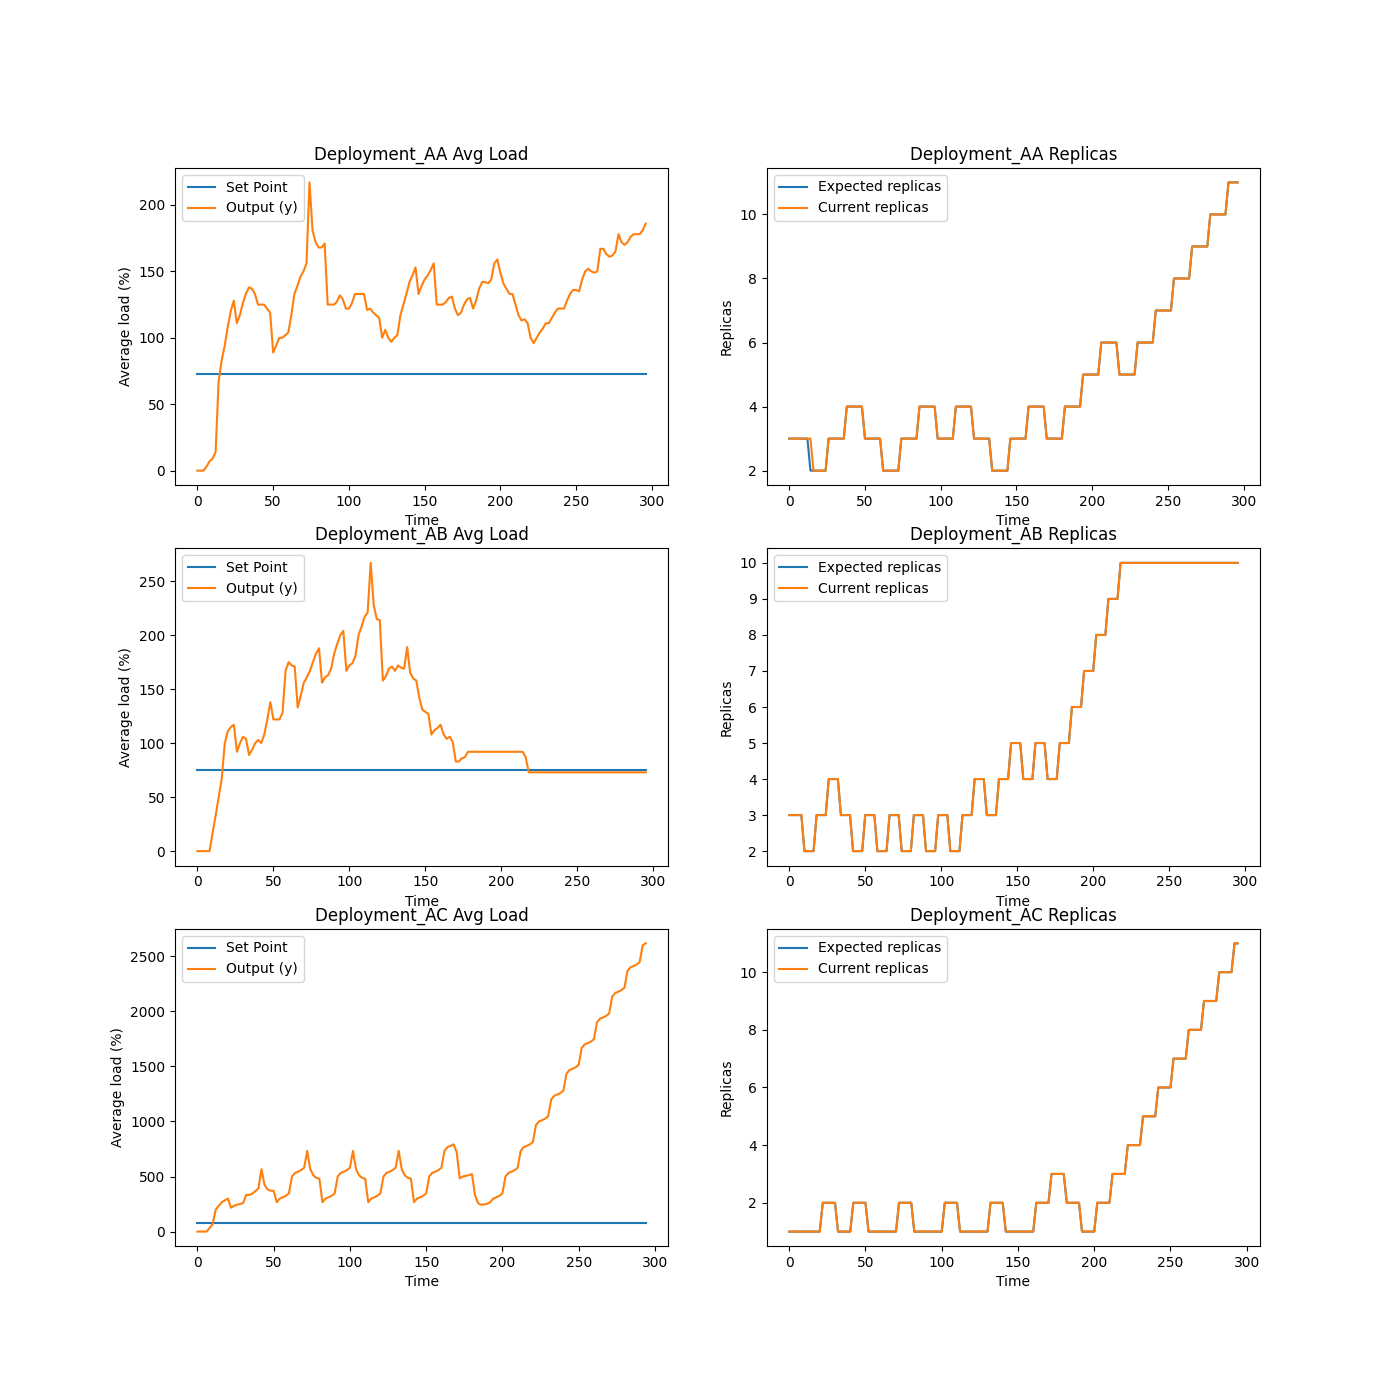 Deployment_AA Avg Load
Set Point
Output (y)
Average load (%)
200
150
100
50
0
0 50 100 150 200 250 300
Time
Deployment_AA Replicas
Expected replicas
Current replicas
Replicas
10
8
6
4
2
0 50 100 150 200 250 300
Time
Deployment_AB Avg Load
Set Point
Output (y)
Average load (%)
250
200
150
100
50
0
0 50 100 150 200 250 300
Time
Deployment_AB Replicas
Expected replicas
Current replicas
Replicas
10
9
8
7
6
5
4
3
2
0 50 100 150 200 250 300
Time
Deployment_AC Avg Load
Set Point
Output (y)
Average load (%)
2500
2000
1500
1000
500
0
0 50 100 150 200 250 300
Time
Deployment_AC Replicas
Expected replicas
Current replicas
Replicas
10
8
6
4
2
0 50 100 150 200 250 300
Time